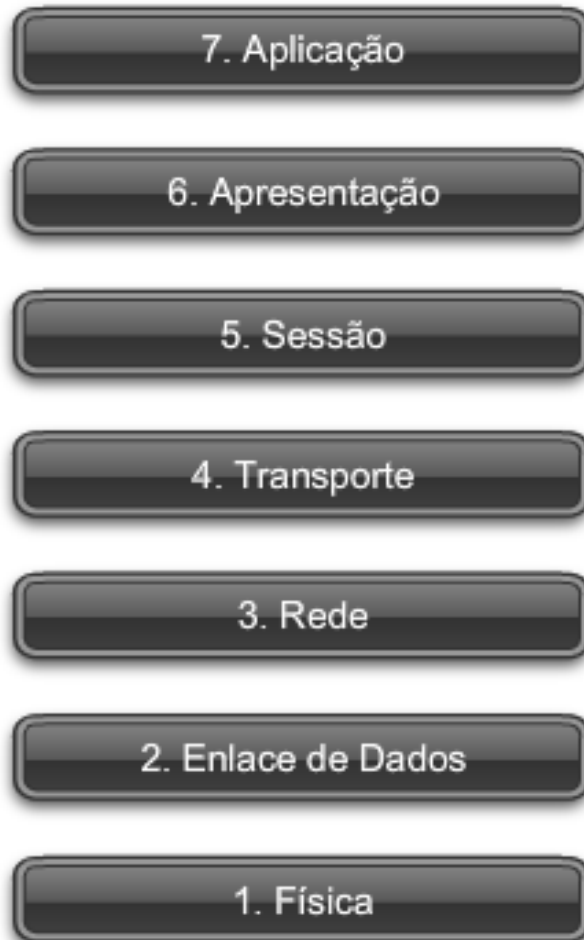 7. Aplicação
6. Apresentação
5. Sessão
4. Transporte
3. Rede
2. Enlace de Dados
1. Física